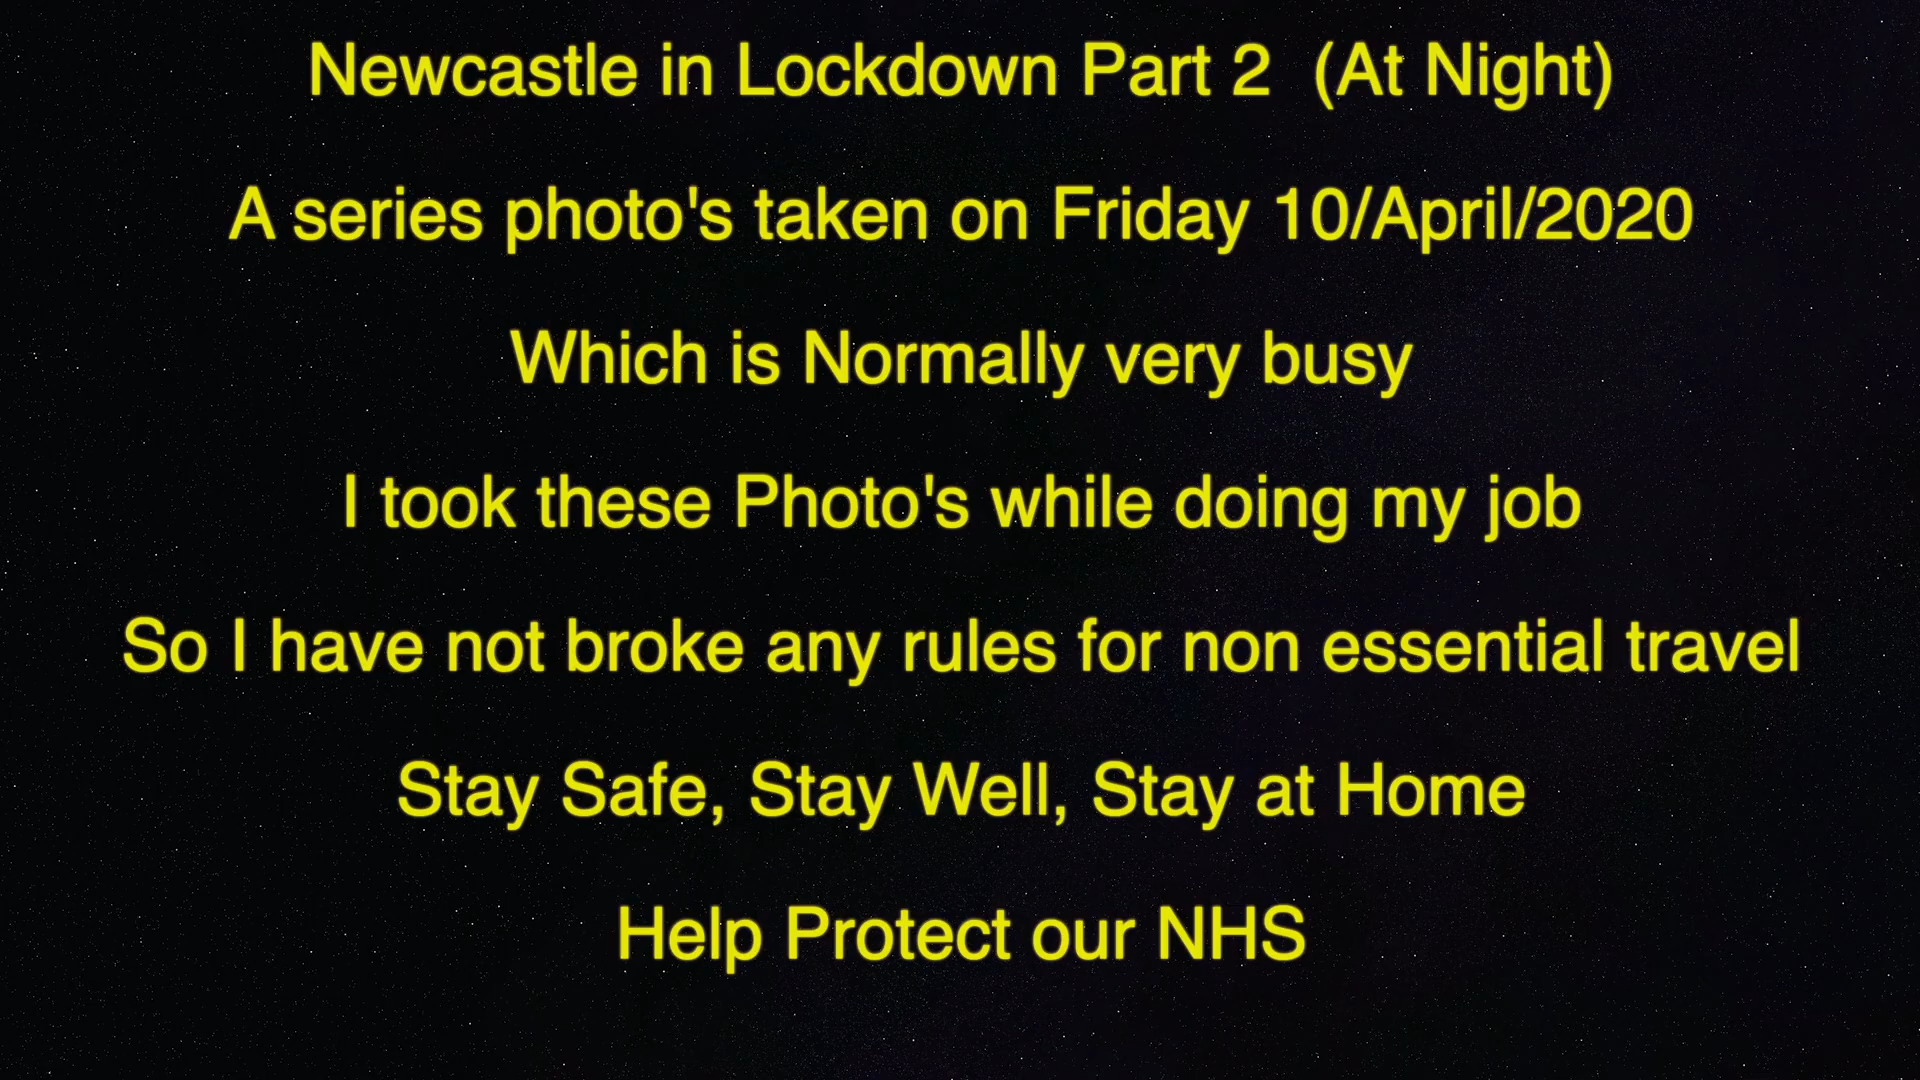 Newcastle in Lockdown Part 2  (At Night)
A series photo's taken on Friday 10/April/2020
Which is Normally very busy
I took these Photo's while doing my job
So I have not broke any rules for non essential travel
Stay Safe, Stay Well, Stay at Home
Help Protect our NHS